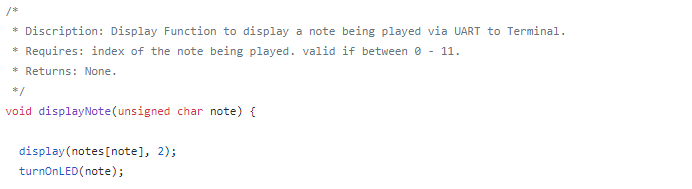 /*
 * Discription: Display Function to display a note being played via UART to Terminal.
 * Requires: index of the note being played. valid if between 0 - 11.
 * Returns: None.
 */
void displayNote(unsigned char note) {
  display(notes[note], 2);
  turnOnLED(note);